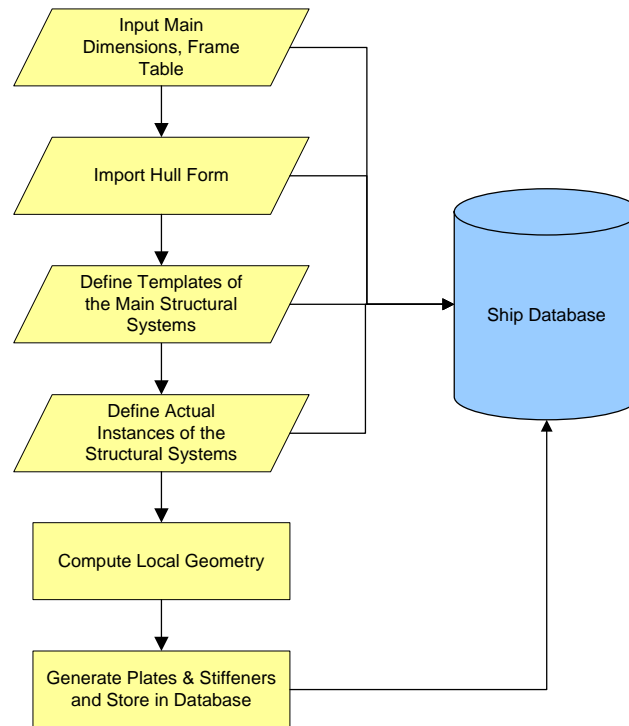 Input Main
Dimensions, Frame
Table
Import Hull Form
Define Templates of
the Main Structural
Systems
Ship Database
Define Actual
Instances of the
Structural Systems
Compute Local Geometry
Generate Plates & Stiffeners
and Store in Database